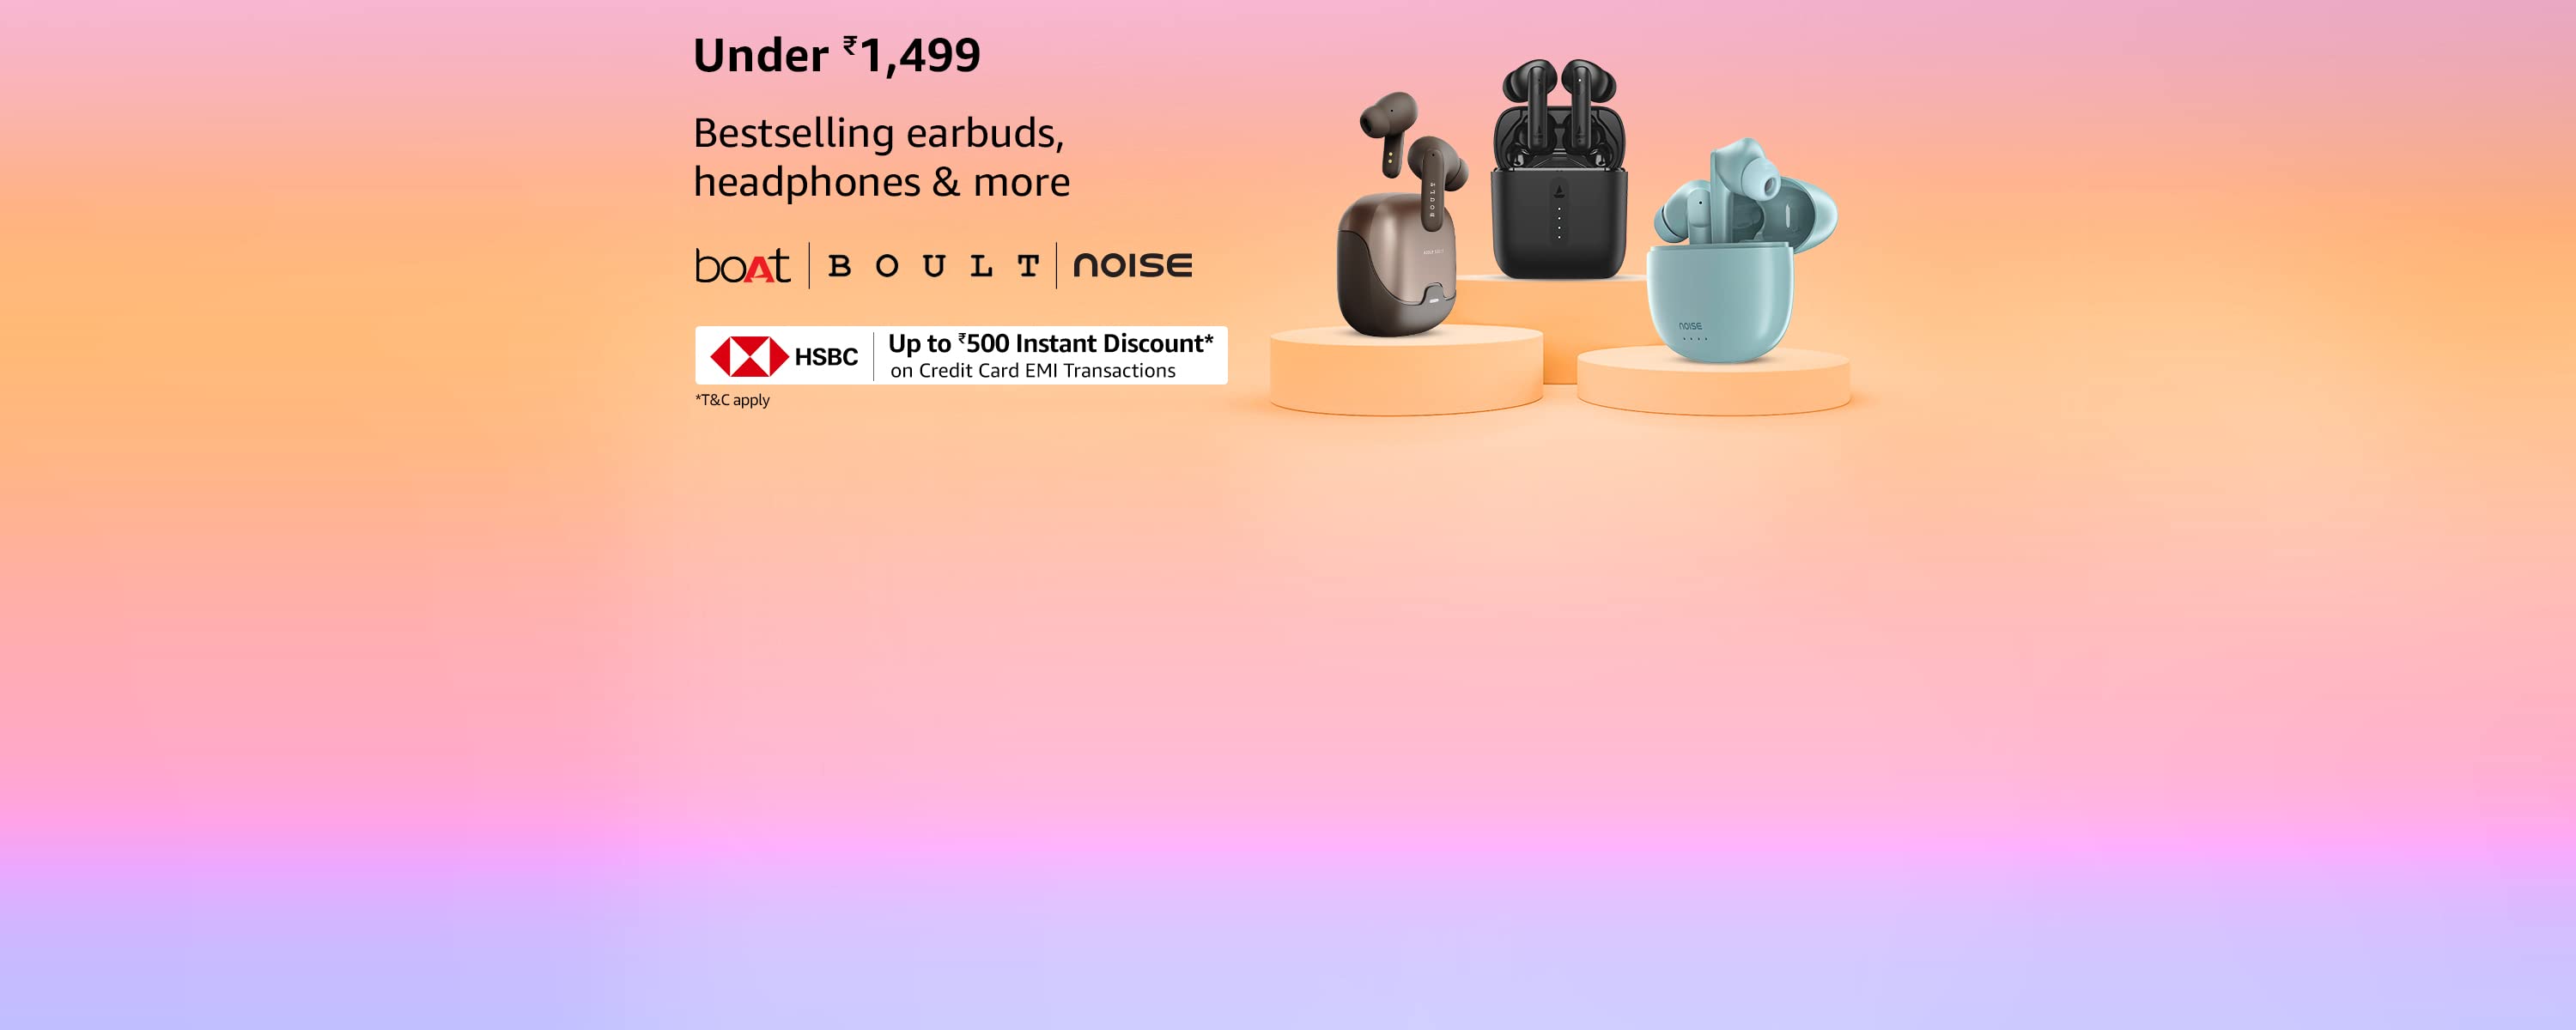 Under ₹1,499
Bestselling earbuds,
headphones & more
boAt | BOULT | NOISE
HSBC
Up to ₹500 Instant Discount*
on Credit Card EMI Transactions
*T&C apply
BOULT
NOISE